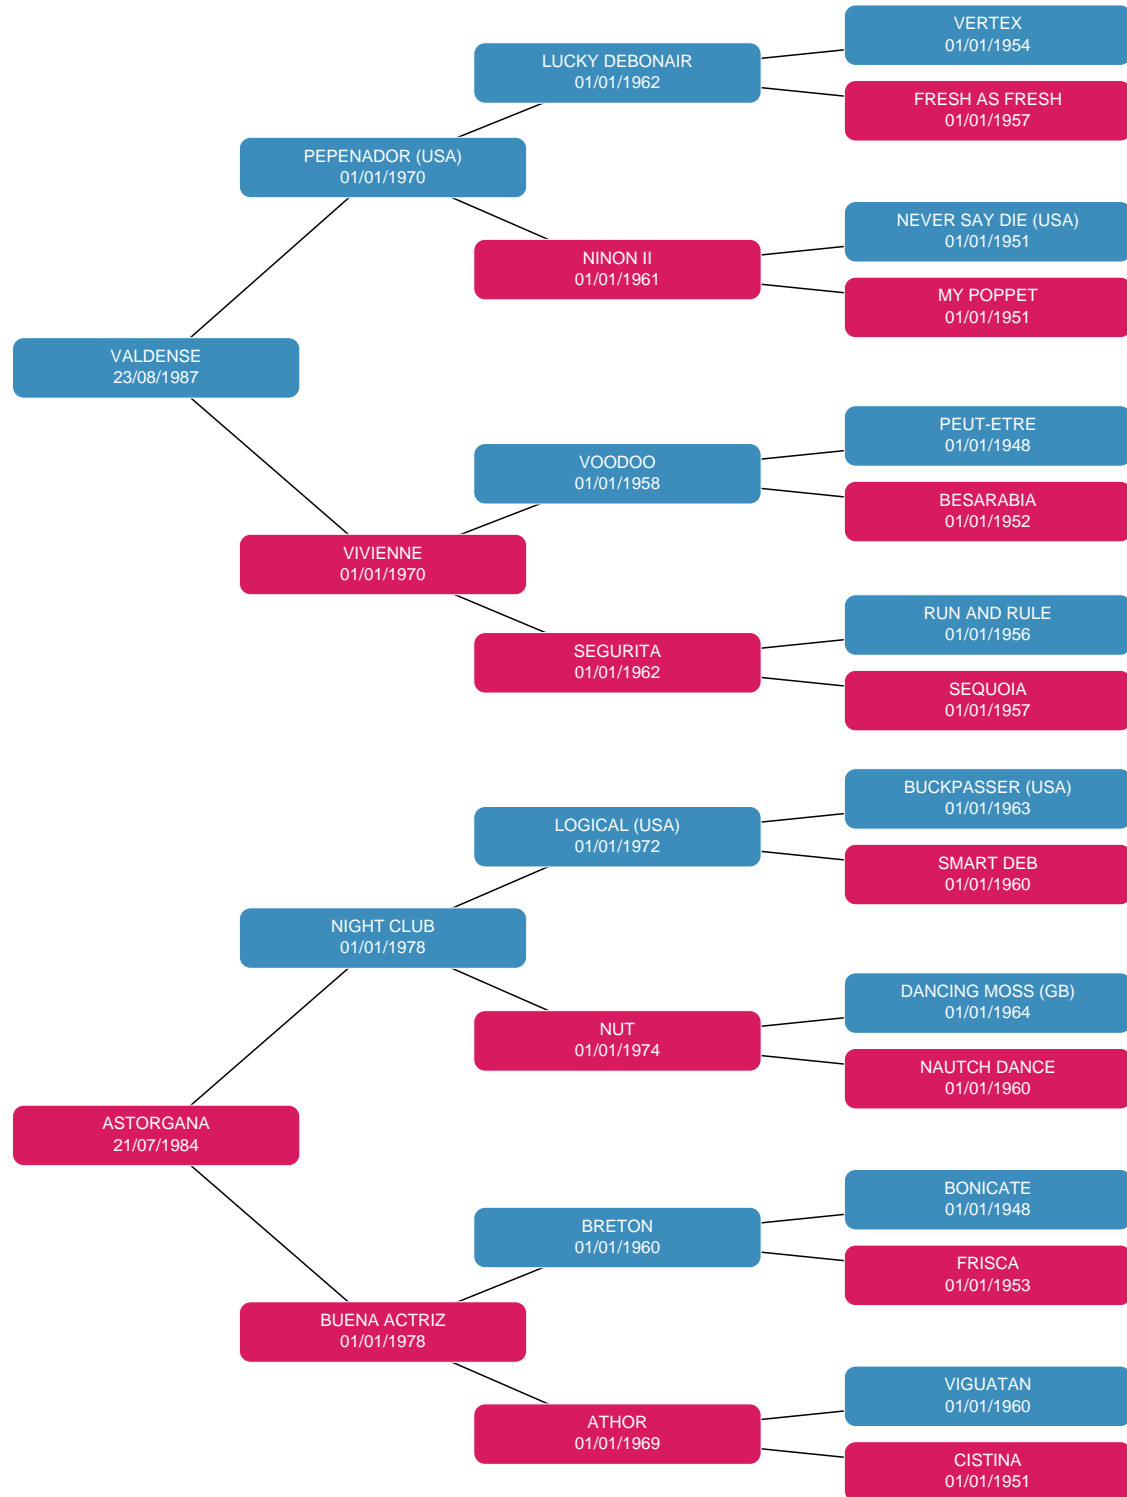 VERTEX
01/01/1954
LUCKY DEBONAIR
01/01/1962
FRESH AS FRESH
01/01/1957
PEPENADOR (USA)
01/01/1970
NEVER SAY DIE (USA)
01/01/1951
NINON II
01/01/1961
MY POPPET
01/01/1951
VALDENSE
23/08/1987
PEUT-ETRE
01/01/1948
VOODOO
01/01/1958
BESARABIA
01/01/1952
VIVIENNE
01/01/1970
RUN AND RULE
01/01/1956
SEGURITA
01/01/1962
SEQUOIA
01/01/1957
BUCKPASSER (USA)
01/01/1963
LOGICAL (USA)
01/01/1972
SMART DEB
01/01/1960
NIGHT CLUB
01/01/1978
DANCING MOSS (GB)
01/01/1964
NUT
01/01/1974
NAUTCH DANCE
01/01/1960
ASTORGANA
21/07/1984
BONICATE
01/01/1948
BRETON
01/01/1960
FRISCA
01/01/1953
BUENA ACTRIZ
01/01/1978
VIGUATAN
01/01/1960
ATHOR
01/01/1969
CISTINA
01/01/1951